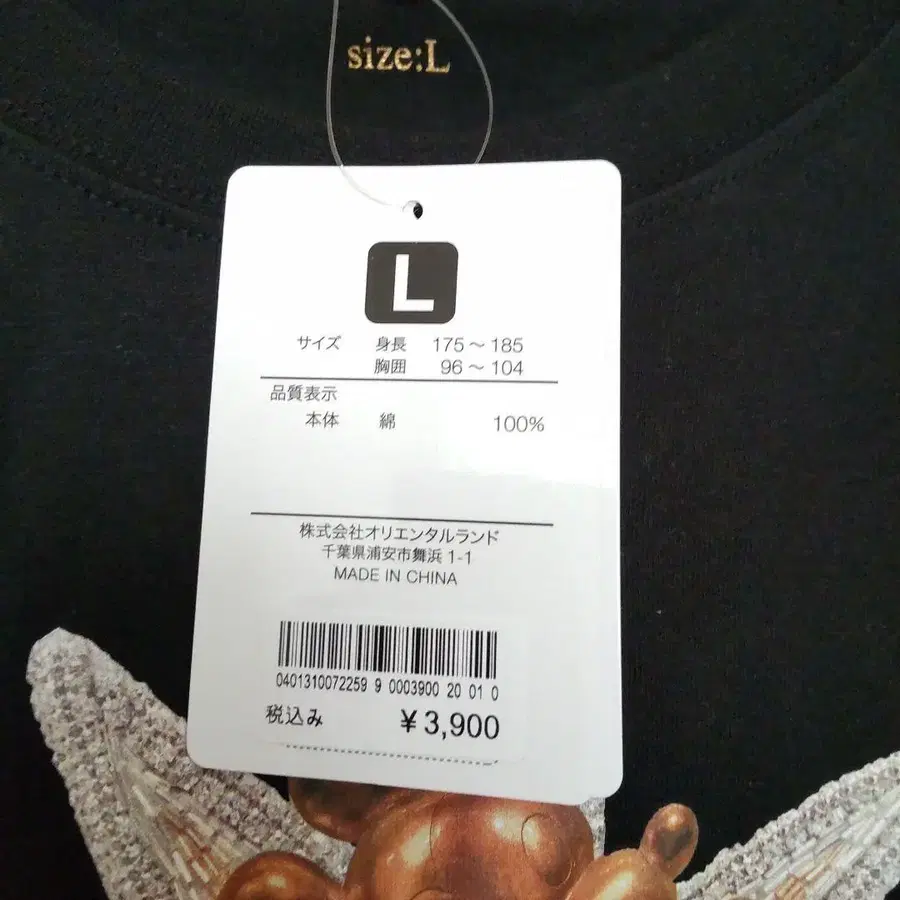 size:L
L
サイズ 身長 175～185
胸囲 96～104
品質表示
本体 綿 100%
株式会社オリエンタルランド
千葉県浦安市舞浜 1-1
MADE IN CHINA
0401310072259 9 0003900 20 01 0
税込み ￥3,900